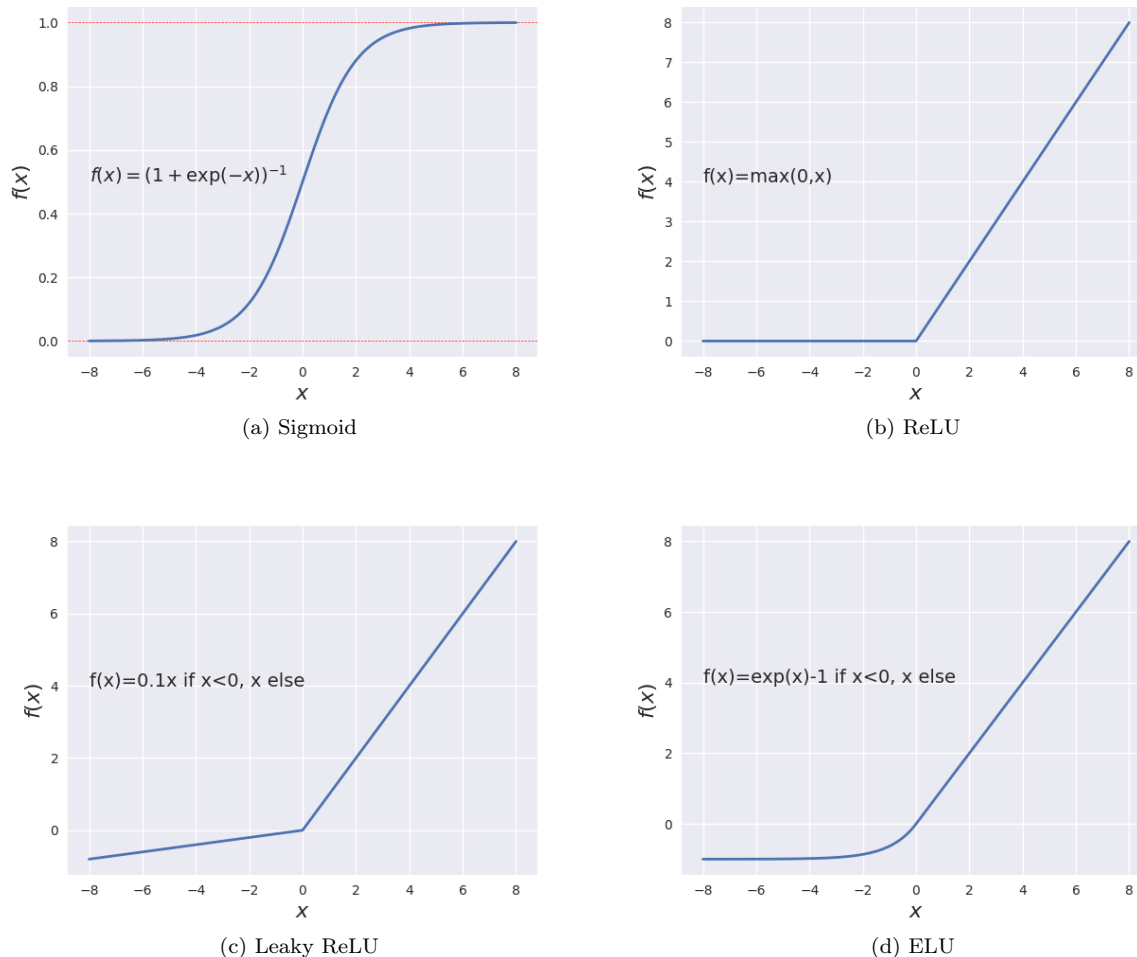 1.0
0.8
0.6
0.4
0.2
0.0
f(x)
f(x) = (1 + exp(−x))⁻¹
−8 −6 −4 −2 0 2 4 6 8
x
(a) Sigmoid
8
7
6
5
4
3
2
1
0
f(x)
f(x)=max(0,x)
−8 −6 −4 −2 0 2 4 6 8
x
(b) ReLU
8
6
4
2
0
f(x)
f(x)=0.1x if x<0, x else
−8 −6 −4 −2 0 2 4 6 8
x
(c) Leaky ReLU
8
6
4
2
0
f(x)
f(x)=exp(x)-1 if x<0, x else
−8 −6 −4 −2 0 2 4 6 8
x
(d) ELU